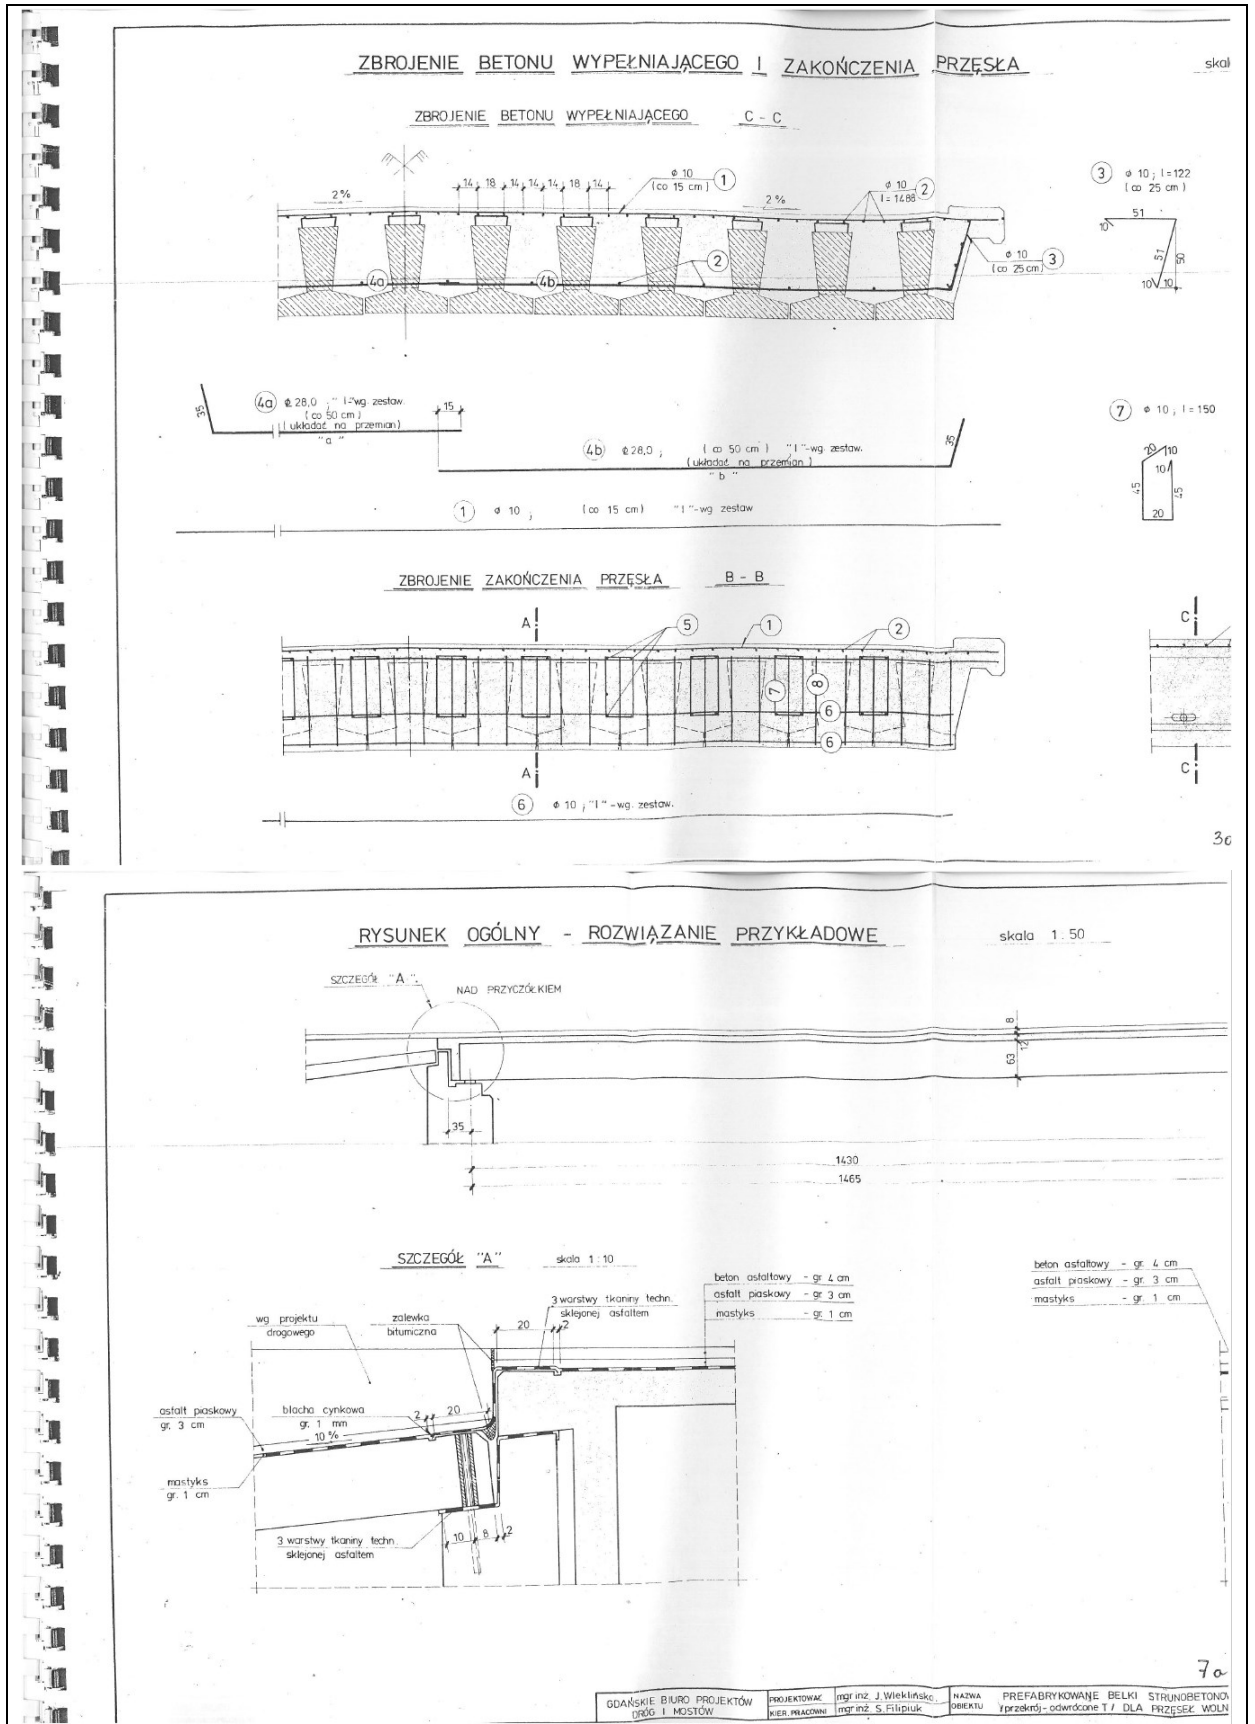 ZBROJENIE BETONU WYPEŁNIAJĄCEGO I ZAKOŃCZENIA PRZĘSŁA
ZBROJENIE BETONU WYPEŁNIAJĄCEGO C - C
14 18 14 14 14 18 14
ø 10
(co 15 cm)
1
2%
2%
ø 10
l = 1488
2
3
ø 10 ; l=122
(co 25 cm)
51
10
51
50
10 10
ø 10
(co 25 cm)
3
2
4a
4b
4a
28,0 ; "l"-wg zestaw.
(co 50 cm)
(układać na przemian)
"a"
35
15
4b
28,0 ; (co 50 cm) "l"-wg. zestaw.
(układać na przemian)
"b"
35
7
ø 10 ; l = 150
20 10
10
45
45
20
1
ø 10 ; (co 15 cm) "l"-wg zestaw
ZBROJENIE ZAKOŃCZENIA PRZĘSŁA B - B
A
5
1
2
C
7
8
6
6
A
C
6
ø 10 ; "l" -wg. zestaw.
RYSUNEK OGÓLNY - ROZWIĄZANIE PRZYKŁADOWE skala 1:50
SZCZEGÓŁ "A".
NAD PRZYCZÓŁKIEM
8
12
63
35
1430
1465
SZCZEGÓŁ "A" skala 1:10
beton asfaltowy - gr. 4 cm
asfalt piaskowy - gr 3 cm
mastyks - gr. 1 cm
beton asfaltowy - gr. 4 cm
asfalt piaskowy - gr. 3 cm
mastyks - gr. 1 cm
3 warstwy tkaniny techn.
sklejonej asfaltem
20 2
wg projektu
drogowego
zalewka
bitumiczna
asfalt piaskowy
gr. 3 cm
blacha cynkowa
gr. 1 mm
2 20
10 %
mastyks
gr. 1 cm
3 warstwy tkaniny techn.
sklejonej asfaltem
10 8 2
7a
GDAŃSKIE BIURO PROJEKTÓW
DRÓG I MOSTÓW
PROJEKTOWAŁ
KIER. PRACOWNI
mgr inż. S. Filipiuk
NAZWA
OBIEKTU
PREFABRYKOWANE BELKI
/przekrój-odwrócone T/ DLA PRZĘSEŁ